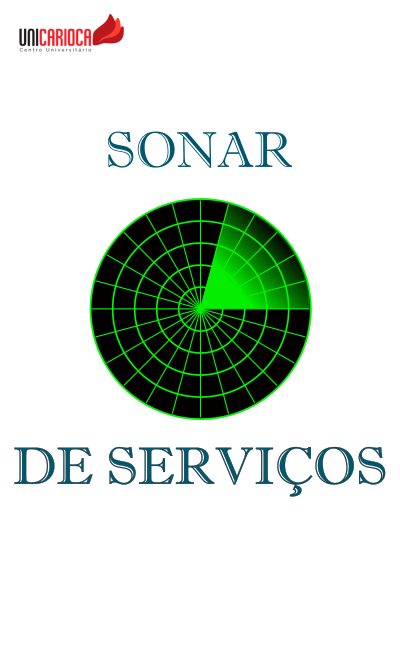 UNICARIOCA
Centro Universitário
SONAR
DE SERVIÇOS